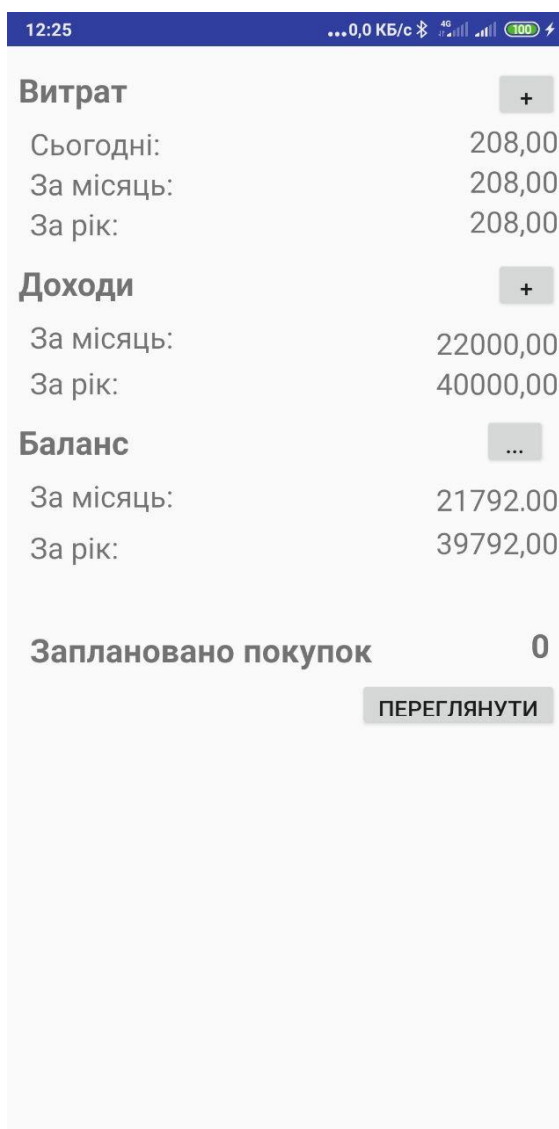 12:25 ...0,0 КБ/с 4G 100
Витрат +
Сьогодні: 208,00
За місяць: 208,00
За рік: 208,00
Доходи +
За місяць: 22000,00
За рік: 40000,00
Баланс ...
За місяць: 21792.00
За рік: 39792,00
Заплановано покупок 0
ПЕРЕГЛЯНУТИ